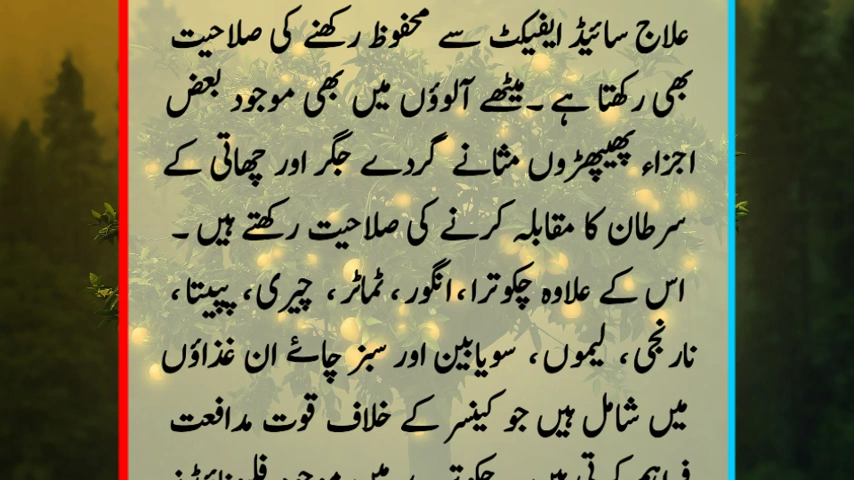 علاج سائیڈ ایفیکٹ سے محفوظ رکھنے کی صلاحیت
بھی رکھتا ہے ۔میٹھے آلوؤں میں بھی موجود بعض
اجزاء پھیپھڑوں مثانے گردے جگر اور چھاتی کے
سرطان کا مقابلہ کرنے کی صلاحیت رکھتے ہیں ۔
اس کے علاوہ چکوترا،انگور، ٹماٹر، چیری، پپیتا،
نارنجی، لیموں، سویابین اور سبز چائے ان غذاؤں
میں شامل ہیں جو کینسر کے خلاف قوت مدافعت